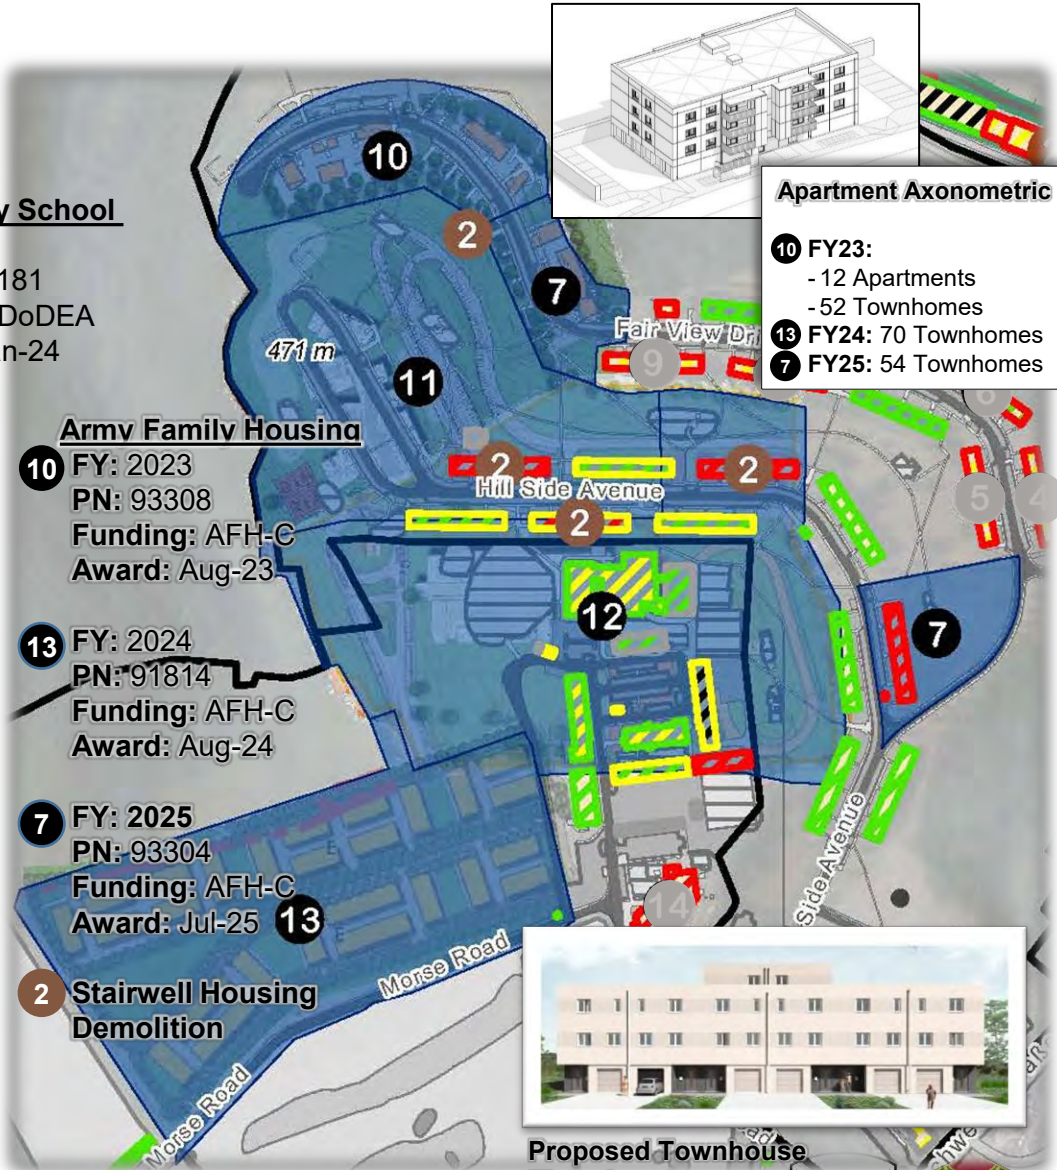 y School
181
DoDEA
n-24
Apartment Axonometric
10 FY23:
- 12 Apartments
- 52 Townhomes
13 FY24: 70 Townhomes
7 FY25: 54 Townhomes
10
2
7
Fair View Dri
471 m
11
9
6
Army Family Housing
10 FY: 2023
PN: 93308
Funding: AFH-C
Award: Aug-23
2
2
Hill Side Avenue
2
5
4
12
7
13 FY: 2024
PN: 91814
Funding: AFH-C
Award: Aug-24
7 FY: 2025
PN: 93304
Funding: AFH-C
Award: Jul-25
13
14
Side Avenue
Morse Road
2 Stairwell Housing
Demolition
Morse Road
Proposed Townhouse